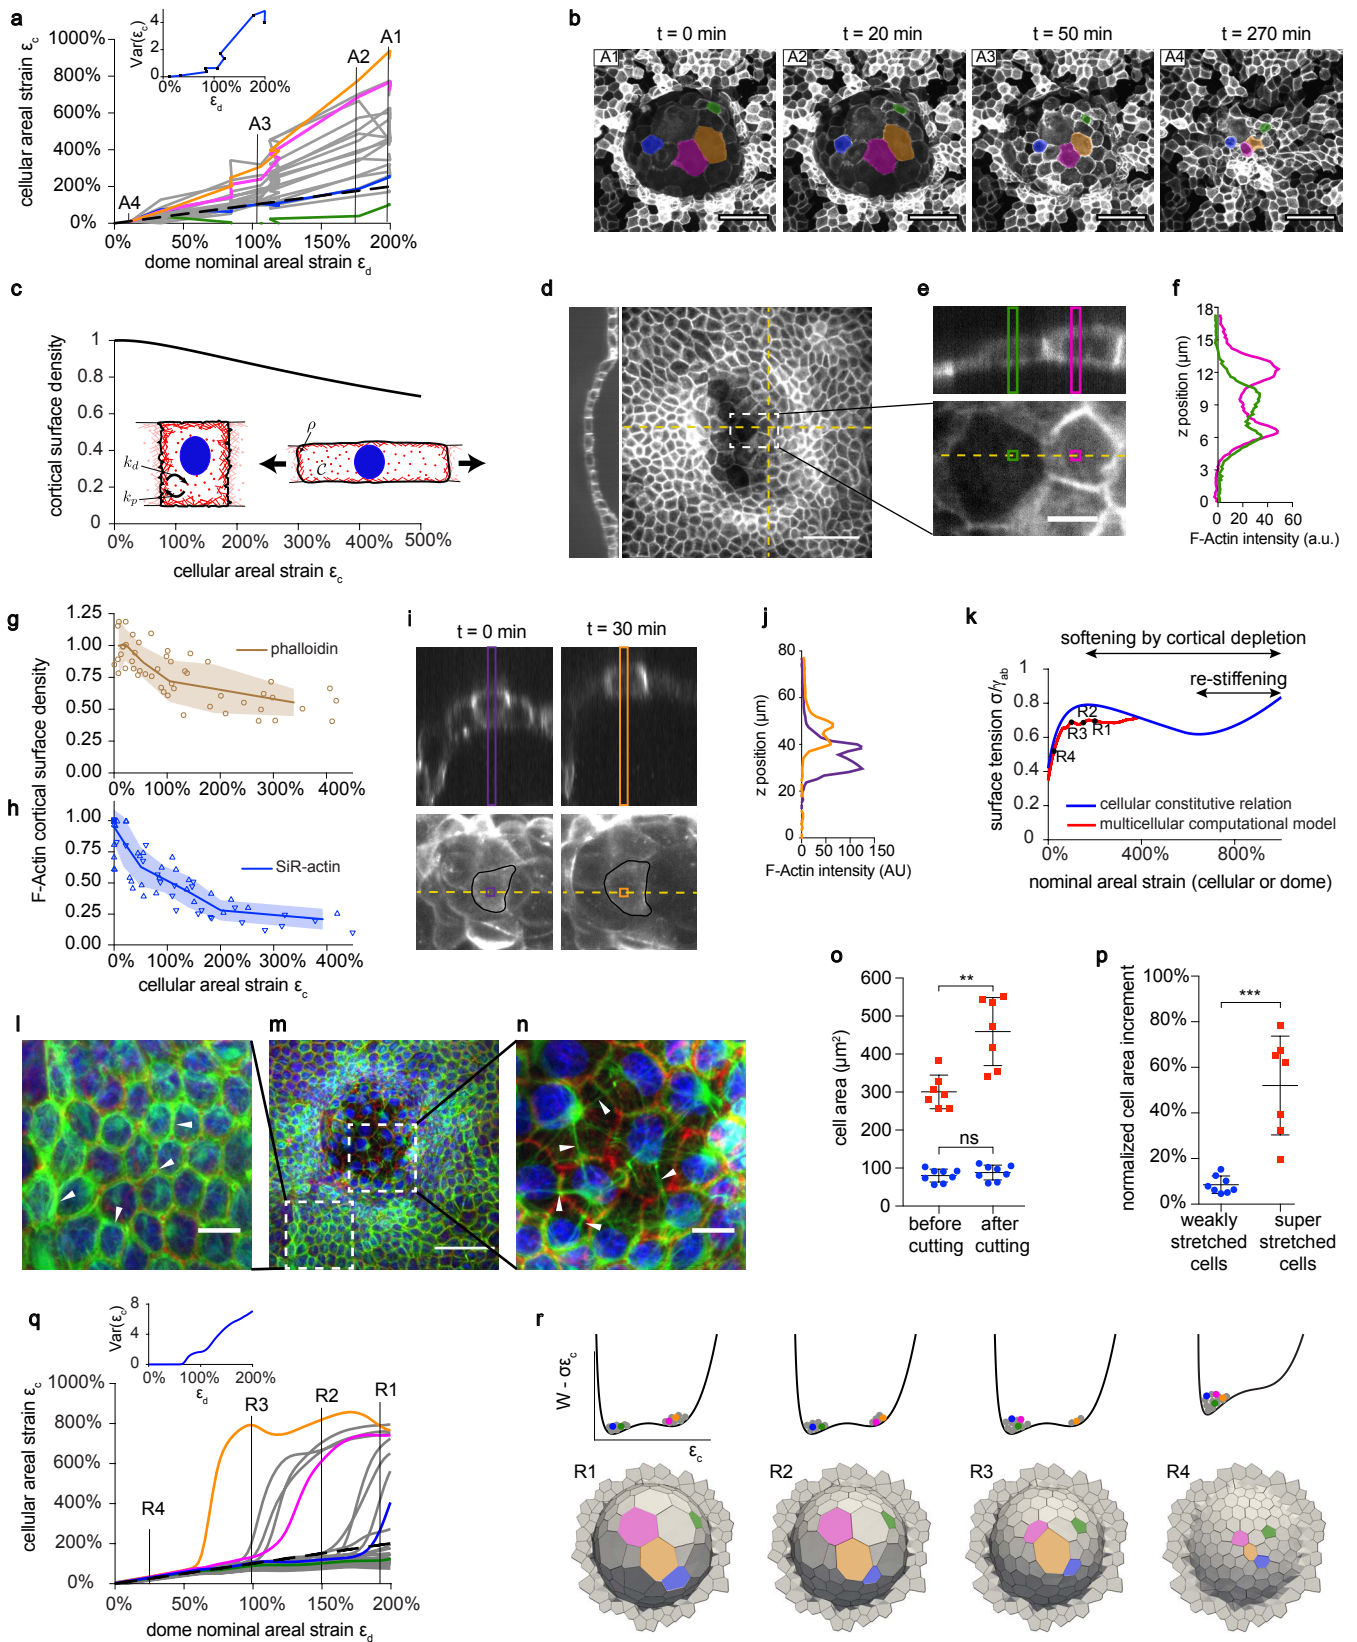 a
cellular areal strain εc
1000%
800%
600%
400%
200%
0%
0%
50%
100%
150%
200%
dome nominal areal strain εd
A4
A3
A2
A1
Var(εc)
4
2
0
0%
100%
200%
εd
b
t = 0 min
t = 20 min
t = 50 min
t = 270 min
A1
A2
A3
A4
c
cortical surface density
1
0.8
0.6
0.4
0.2
0
0%
100%
200%
300%
400%
500%
cellular areal strain εc
kd
kp
ρ
C
d
e
f
z position (µm)
18
15
12
9
6
3
0
0
20
40
60
F-Actin intensity (a.u.)
g
F-Actin cortical surface density
1.25
1.00
0.75
0.50
0.25
0.00
0%
100%
200%
300%
400%
phalloidin
h
1.00
0.75
0.50
0.25
0.00
0%
100%
200%
300%
400%
SiR-actin
cellular areal strain εc
i
t = 0 min
t = 30 min
j
z position (µm)
80
60
40
20
0
0
50
100
150
F-Actin intensity (AU)
k
softening by cortical depletion
re-stiffening
surface tension σ/γab
1.0
0.8
0.6
0.4
0.2
0
0%
400%
800%
R2
R3
R1
R4
cellular constitutive relation
multicellular computational model
nominal areal strain (cellular or dome)
l
m
n
o
cell area (µm²)
600
500
400
300
200
100
0
**
ns
before cutting
after cutting
p
normalized cell area increment
100%
80%
60%
40%
20%
0%
***
weakly stretched cells
super stretched cells
q
Var(εc)
8
4
0
0%
100%
200%
εd
cellular areal strain εc
1000%
800%
600%
400%
200%
0%
0%
50%
100%
150%
200%
dome nominal areal strain εd
R4
R3
R2
R1
r
W - σεc
εc
R1
R2
R3
R4